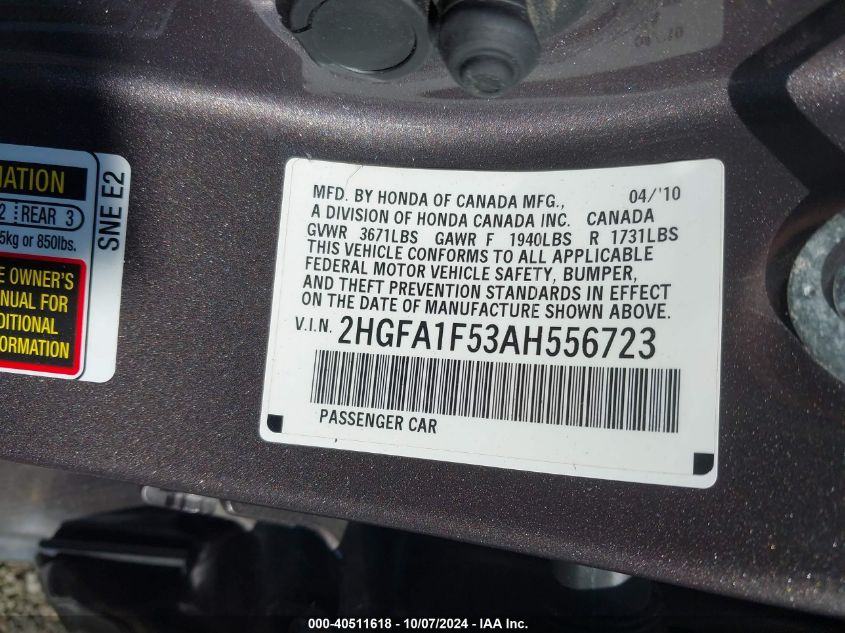 MATION
2 REAR 3
5kg or 850lbs.
E OWNER'S
NUAL FOR
DITIONAL
FORMATION
SNE E2
MFD. BY HONDA OF CANADA MFG., 04/'10
A DIVISION OF HONDA CANADA INC. CANADA
GVWR 3671LBS GAWR F 1940LBS R 1731LBS
THIS VEHICLE CONFORMS TO ALL APPLICABLE
FEDERAL MOTOR VEHICLE SAFETY, BUMPER,
AND THEFT PREVENTION STANDARDS IN EFFECT
ON THE DATE OF MANUFACTURE SHOWN ABOVE.
V.I.N. 2HGFA1F53AH556723
PASSENGER CAR
000-40511618 - 10/07/2024 - IAA Inc.